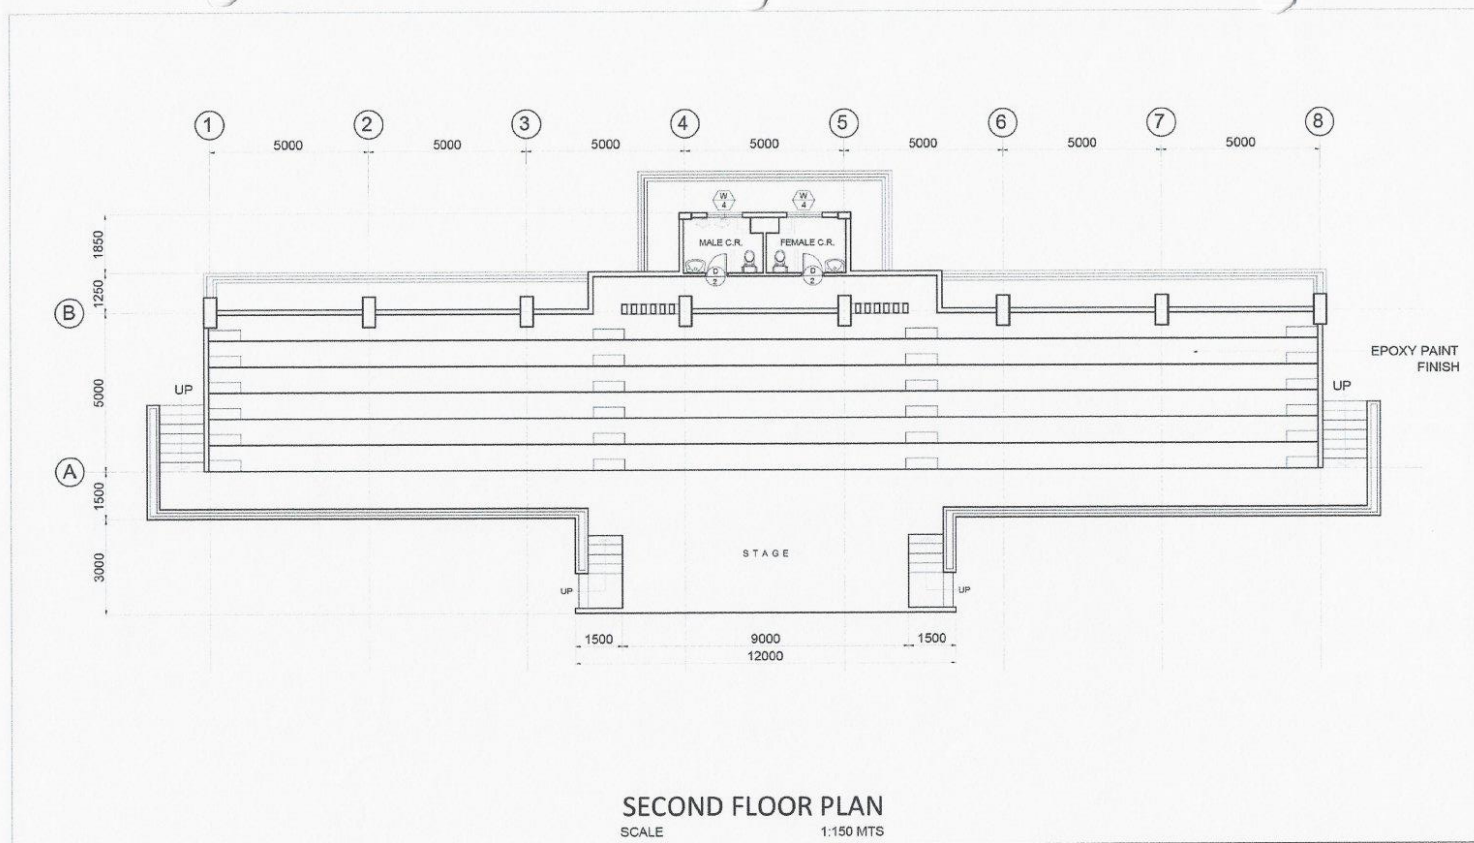 1 2 3 4 5 6 7 8
5000 5000 5000 5000 5000 5000 5000
W 4
W 4
1850
MALE C.R.
FEMALE C.R.
D 2
D 2
1250
B
EPOXY PAINT
FINISH
5000
UP
UP
A
1500
STAGE
3000
UP
UP
1500 9000 1500
12000
SECOND FLOOR PLAN
SCALE 1:150 MTS